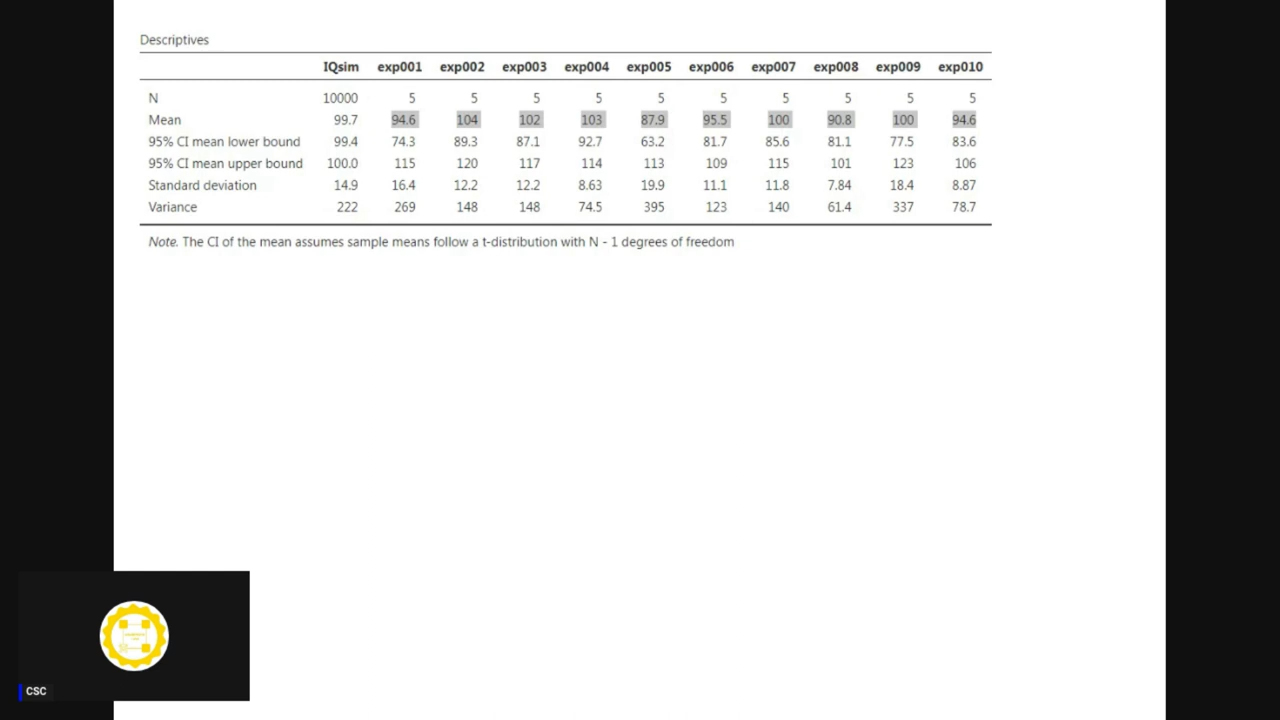 Descriptives
IQsim exp001 exp002 exp003 exp004 exp005 exp006 exp007 exp008 exp009 exp010
N 10000 5 5 5 5 5 5 5 5 5 5
Mean 99.7 94.6 104 102 103 87.9 95.5 100 90.8 100 94.6
95% CI mean lower bound 99.4 74.3 89.3 87.1 92.7 63.2 81.7 85.6 81.1 77.5 83.6
95% CI mean upper bound 100.0 115 120 117 114 113 109 115 101 123 106
Standard deviation 14.9 16.4 12.2 12.2 8.63 19.9 11.1 11.8 7.84 18.4 8.87
Variance 222 269 148 148 74.5 395 123 140 61.4 337 78.7
Note. The CI of the mean assumes sample means follow a t-distribution with N - 1 degrees of freedom
CSC